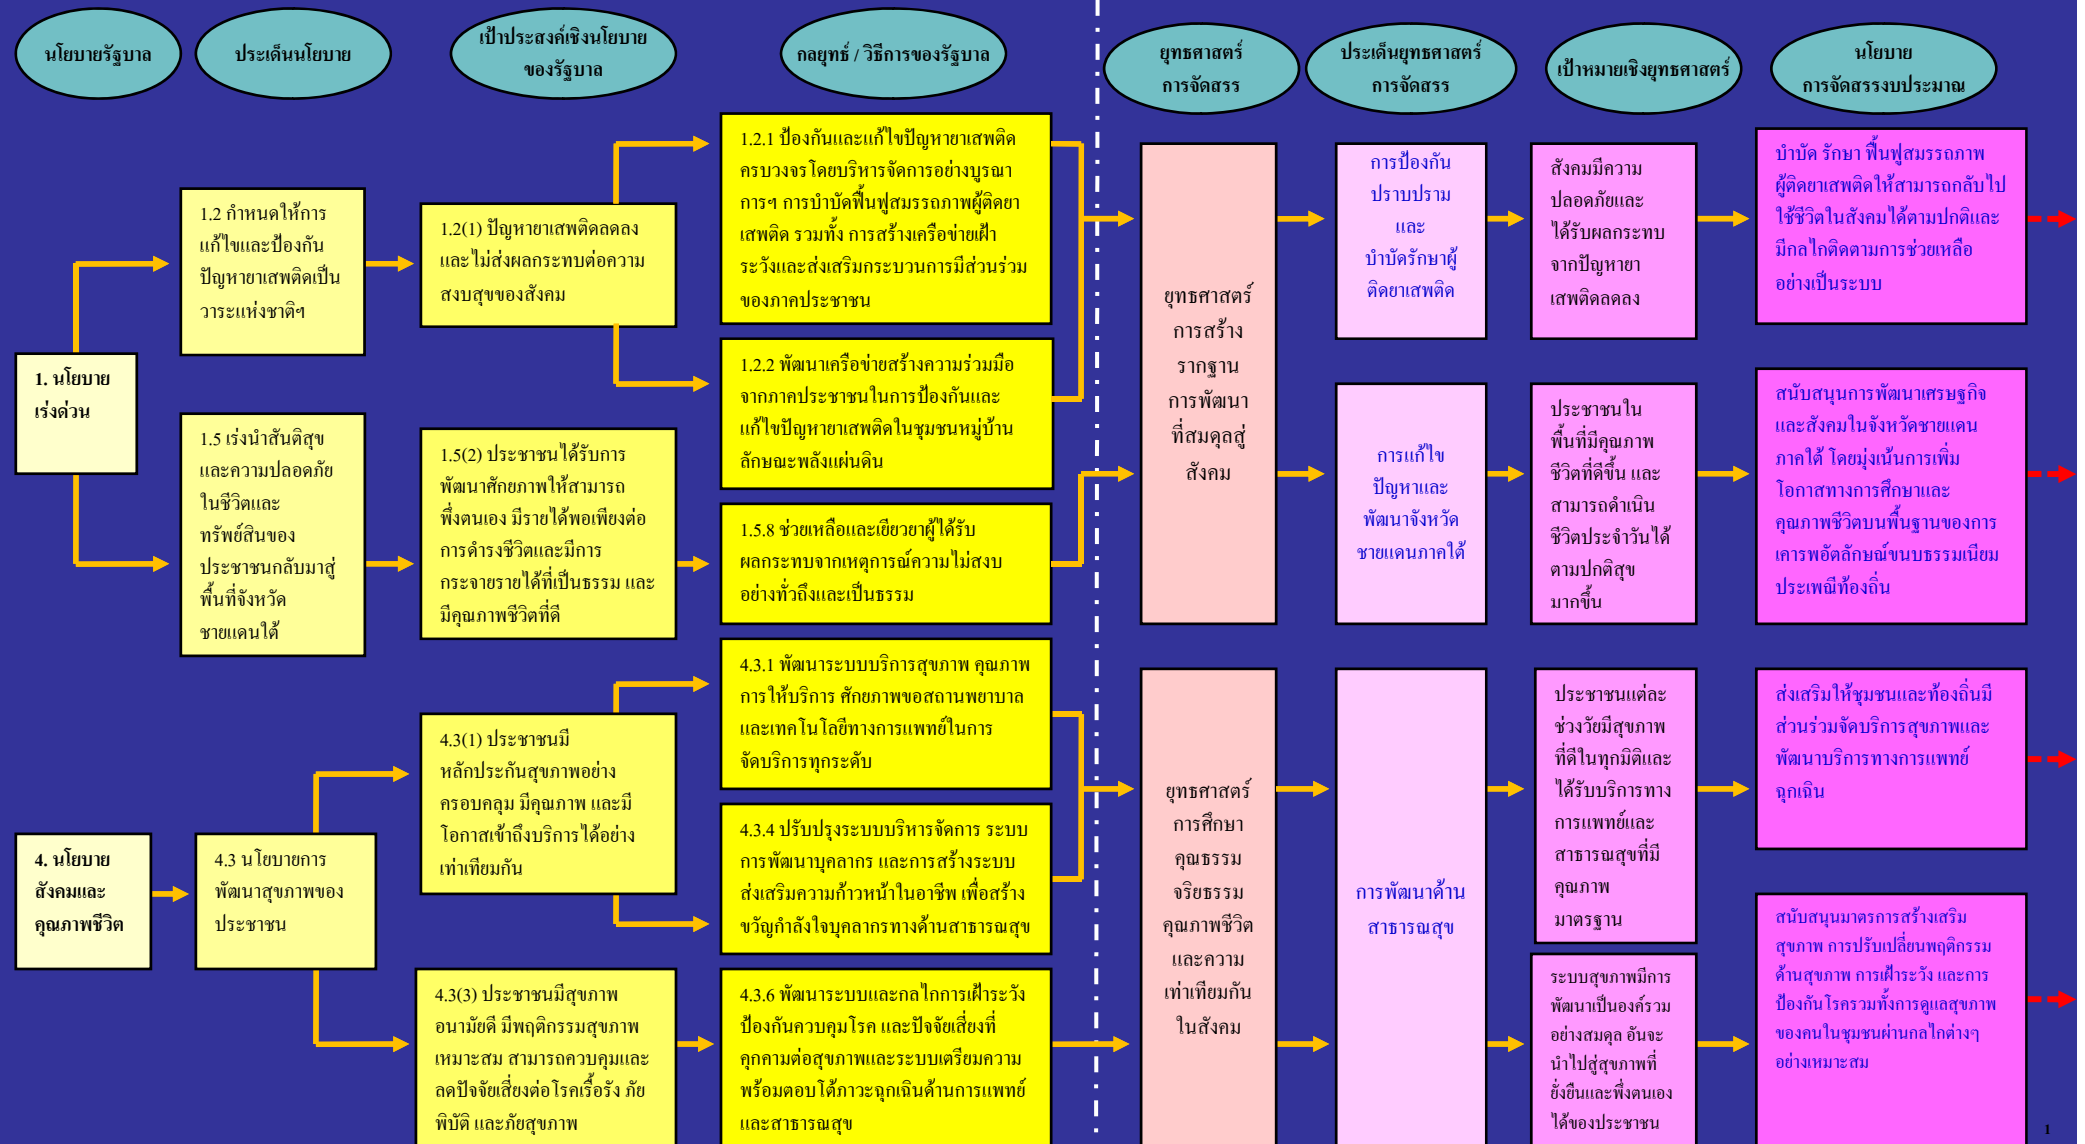 นโยบายรัฐบาล
ประเด็นนโยบาย
เป้าประสงค์เชิงนโยบาย
ของรัฐบาล
กลยุทธ์ / วิธีการของรัฐบาล
ยุทธศาสตร์
การจัดสรร
ประเด็นยุทธศาสตร์
การจัดสรร
เป้าหมายเชิงยุทธศาสตร์
นโยบาย
การจัดสรรงบประมาณ
1. นโยบาย
เร่งด่วน
1.2 กำหนดให้การ
แก้ไขและป้องกัน
ปัญหายาเสพติดเป็น
วาระแห่งชาติฯ
1.2(1) ปัญหายาเสพติดลดลง
และไม่ส่งผลกระทบต่อความ
สงบสุขของสังคม
1.2.1 ป้องกันและแก้ไขปัญหายาเสพติด
ครบวงจรโดยบริหารจัดการอย่างบูรณา
การฯ การบำบัดฟื้นฟูสมรรถภาพผู้ติดยา
เสพติด รวมทั้ง การสร้างเครือข่ายเฝ้า
ระวังและส่งเสริมกระบวนการมีส่วนร่วม
ของภาคประชาชน
1.2.2 พัฒนาเครือข่ายสร้างความร่วมมือ
จากภาคประชาชนในการป้องกันและ
แก้ไขปัญหายาเสพติดในชุมชนหมู่บ้าน
ลักษณะพลังแผ่นดิน
1.5 เร่งนำสันติสุข
และความปลอดภัย
ในชีวิตและ
ทรัพย์สินของ
ประชาชนกลับมาสู่
พื้นที่จังหวัด
ชายแดนใต้
1.5(2) ประชาชนได้รับการ
พัฒนาศักยภาพให้สามารถ
พึ่งตนเอง มีรายได้พอเพียงต่อ
การดำรงชีวิตและมีการ
กระจายรายได้ที่เป็นธรรม และ
มีคุณภาพชีวิตที่ดี
1.5.8 ช่วยเหลือและเยียวยาผู้ได้รับ
ผลกระทบจากเหตุการณ์ความไม่สงบ
อย่างทั่วถึงและเป็นธรรม
ยุทธศาสตร์
การสร้าง
รากฐาน
การพัฒนา
ที่สมดุลสู่
สังคม
การป้องกัน
ปราบปราม
และ
บำบัดรักษาผู้
ติดยาเสพติด
สังคมมีความ
ปลอดภัยและ
ได้รับผลกระทบ
จากปัญหายา
เสพติดลดลง
บำบัด รักษา ฟื้นฟูสมรรถภาพ
ผู้ติดยาเสพติดให้สามารถกลับไป
ใช้ชีวิตในสังคมได้ตามปกติและ
มีกลไกติดตามการช่วยเหลือ
อย่างเป็นระบบ
การแก้ไข
ปัญหาและ
พัฒนาจังหวัด
ชายแดนภาคใต้
ประชาชนใน
พื้นที่มีคุณภาพ
ชีวิตที่ดีขึ้น และ
สามารถดำเนิน
ชีวิตประจำวันได้
ตามปกติสุข
มากขึ้น
สนับสนุนการพัฒนาเศรษฐกิจ
และสังคมในจังหวัดชายแดน
ภาคใต้ โดยมุ่งเน้นการเพิ่ม
โอกาสทางการศึกษาและ
คุณภาพชีวิตบนพื้นฐานของการ
เคารพอัตลักษณ์ขนบธรรมเนียม
ประเพณีท้องถิ่น
4. นโยบาย
สังคมและ
คุณภาพชีวิต
4.3 นโยบายการ
พัฒนาสุขภาพของ
ประชาชน
4.3(1) ประชาชนมี
หลักประกันสุขภาพอย่าง
ครอบคลุม มีคุณภาพ และมี
โอกาสเข้าถึงบริการได้อย่าง
เท่าเทียมกัน
4.3.1 พัฒนาระบบบริการสุขภาพ คุณภาพ
การให้บริการ ศักยภาพขอสถานพยาบาล
และเทคโนโลยีทางการแพทย์ในการ
จัดบริการทุกระดับ
4.3.4 ปรับปรุงระบบบริหารจัดการ ระบบ
การพัฒนาบุคลากร และการสร้างระบบ
ส่งเสริมความก้าวหน้าในอาชีพ เพื่อสร้าง
ขวัญกำลังใจบุคลากรทางด้านสาธารณสุข
4.3(3) ประชาชนมีสุขภาพ
อนามัยดี มีพฤติกรรมสุขภาพ
เหมาะสม สามารถควบคุมและ
ลดปัจจัยเสี่ยงต่อโรคเรื้อรัง ภัย
พิบัติ และภัยสุขภาพ
4.3.6 พัฒนาระบบและกลไกการเฝ้าระวัง
ป้องกันควบคุมโรค และปัจจัยเสี่ยงที่
คุกคามต่อสุขภาพและระบบเตรียมความ
พร้อมตอบโต้ภาวะฉุกเฉินด้านการแพทย์
และสาธารณสุข
ยุทธศาสตร์
การศึกษา
คุณธรรม
จริยธรรม
คุณภาพชีวิต
และความ
เท่าเทียมกัน
ในสังคม
การพัฒนาด้าน
สาธารณสุข
ประชาชนแต่ละ
ช่วงวัยมีสุขภาพ
ที่ดีในทุกมิติและ
ได้รับบริการทาง
การแพทย์และ
สาธารณสุขที่มี
คุณภาพ
มาตรฐาน
ส่งเสริมให้ชุมชนและท้องถิ่นมี
ส่วนร่วมจัดบริการสุขภาพและ
พัฒนาบริการทางการแพทย์
ฉุกเฉิน
ระบบสุขภาพมีการ
พัฒนาเป็นองค์รวม
อย่างสมดุล อันจะ
นำไปสู่สุขภาพที่
ยั่งยืนและพึ่งตนเอง
ได้ของประชาชน
สนับสนุนมาตรการสร้างเสริม
สุขภาพ การปรับเปลี่ยนพฤติกรรม
ด้านสุขภาพ การเฝ้าระวัง และการ
ป้องกันโรครวมทั้งการดูแลสุขภาพ
ของคนในชุมชนผ่านกลไกต่างๆ
อย่างเหมาะสม
1